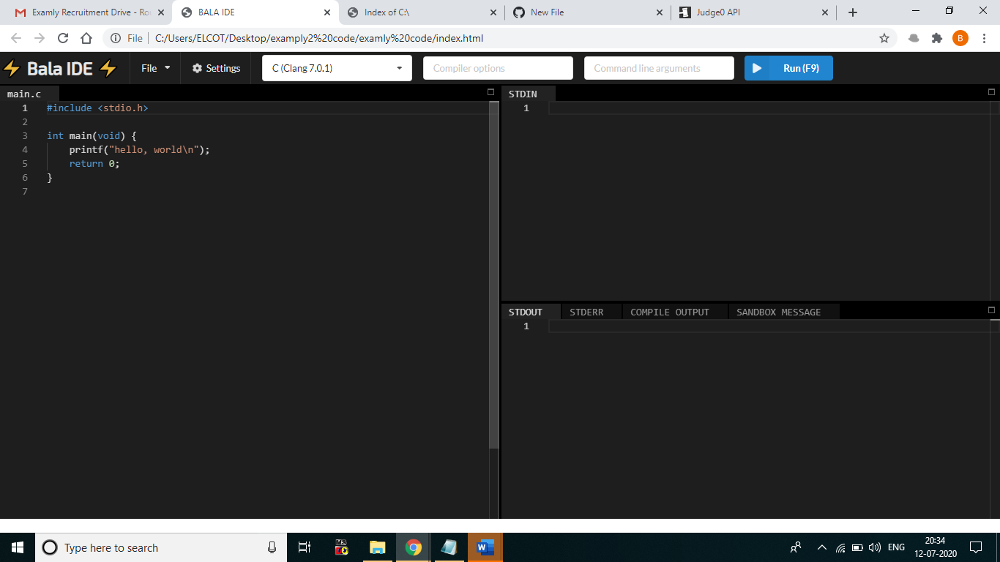 Examly Recruitment Drive - Ro
BALA IDE
Index of C:\
New File
Judge0 API
File
C:/Users/ELCOT/Desktop/examply2%20code/examly%20code/index.html
B
Bala IDE
File
Settings
C (Clang 7.0.1)
Compiler options
Command line arguments
Run (F9)
main.c
1 #include <stdio.h>
2
3 int main(void) {
4 printf("hello, world\n");
5 return 0;
6 }
7
STDIN
1
STDOUT
STDERR
COMPILE OUTPUT
SANDBOX MESSAGE
1
Type here to search
ENG
20:34
12-07-2020